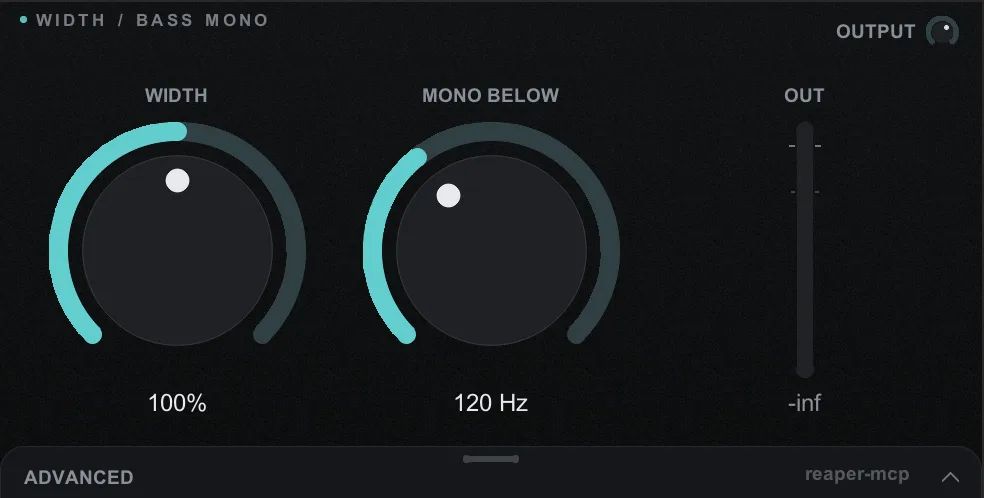 WIDTH / BASS MONO
OUTPUT
WIDTH
MONO BELOW
OUT
100%
120 Hz
-inf
ADVANCED
reaper-mcp